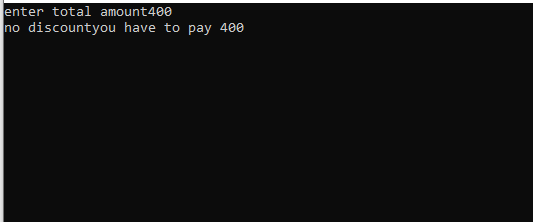 enter total amount400
no discountyou have to pay 400